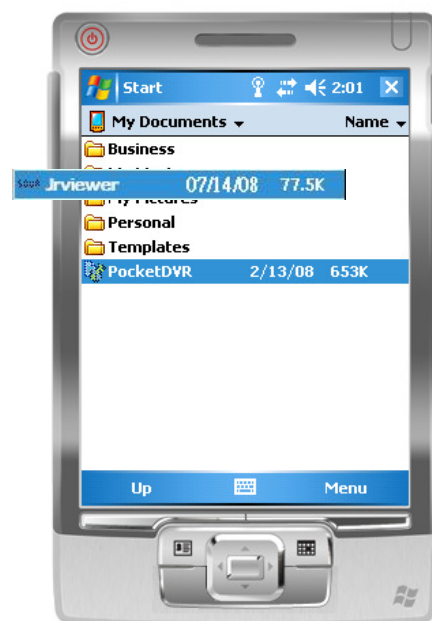 Start 2:01
My Documents Name
Business
Jrviewer 07/14/08 77.5K
My Pictures
Personal
Templates
PocketDVR 2/13/08 653K
Up Menu